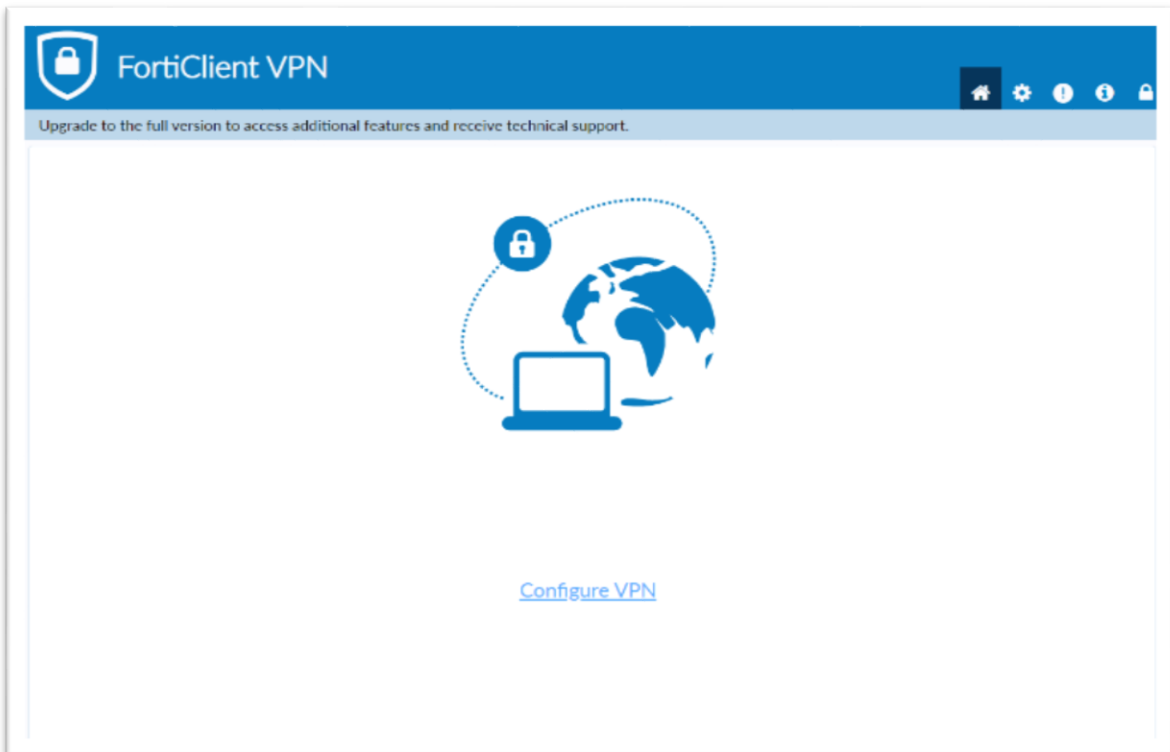 FortiClient VPN
Upgrade to the full version to access additional features and receive technical support.
Configure VPN